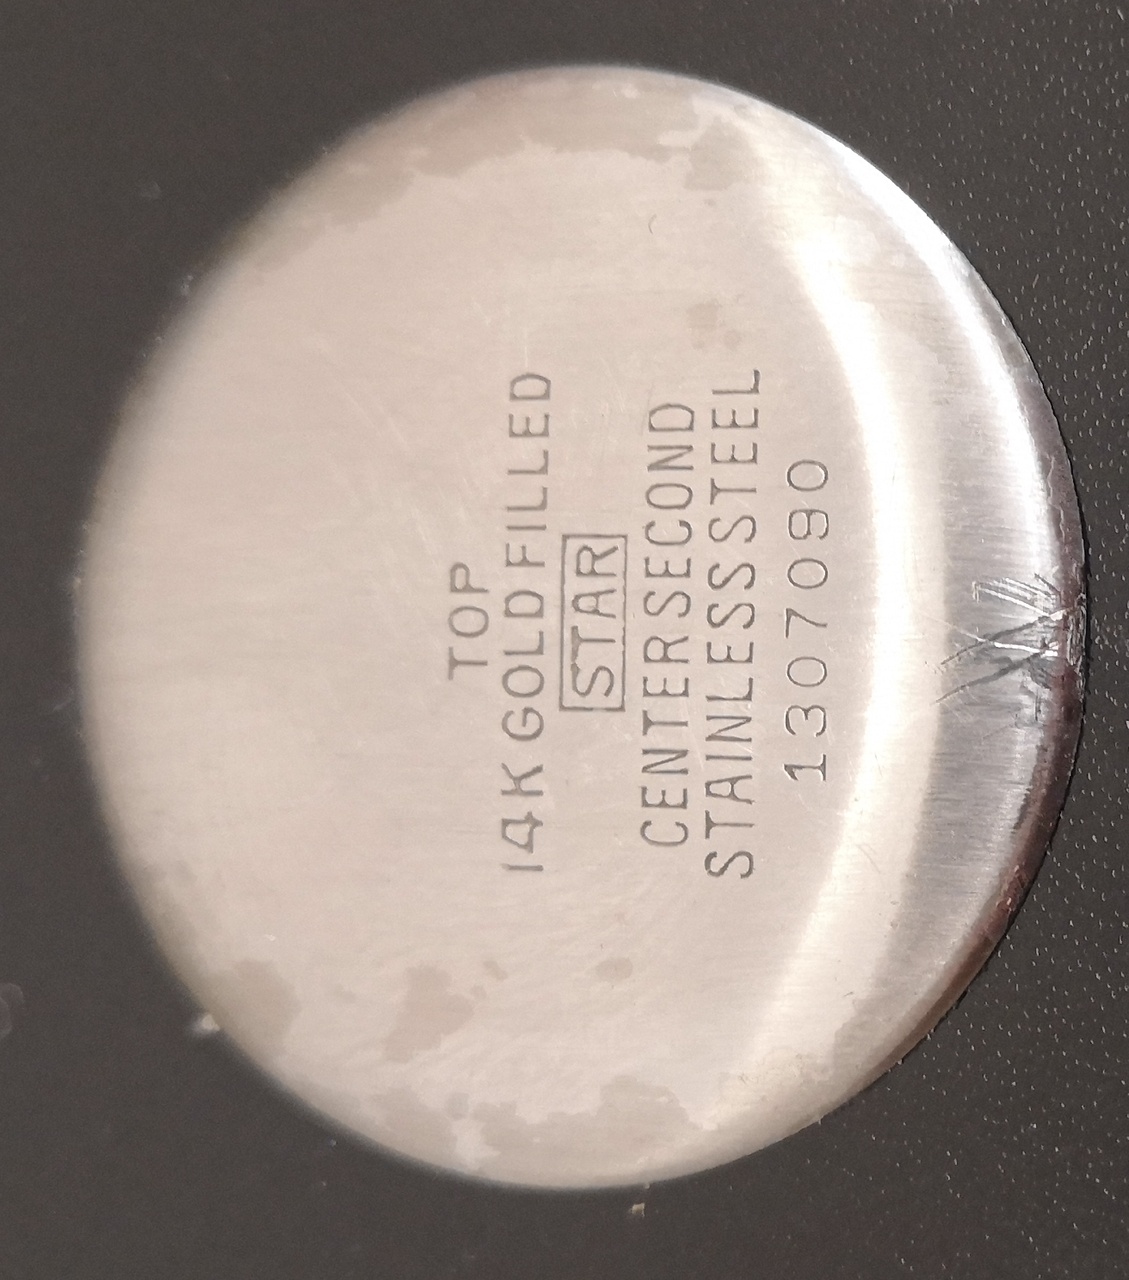 TOP
14K GOLD FILLED
STAR
CENTER SECOND
STAINLESS STEEL
1307090